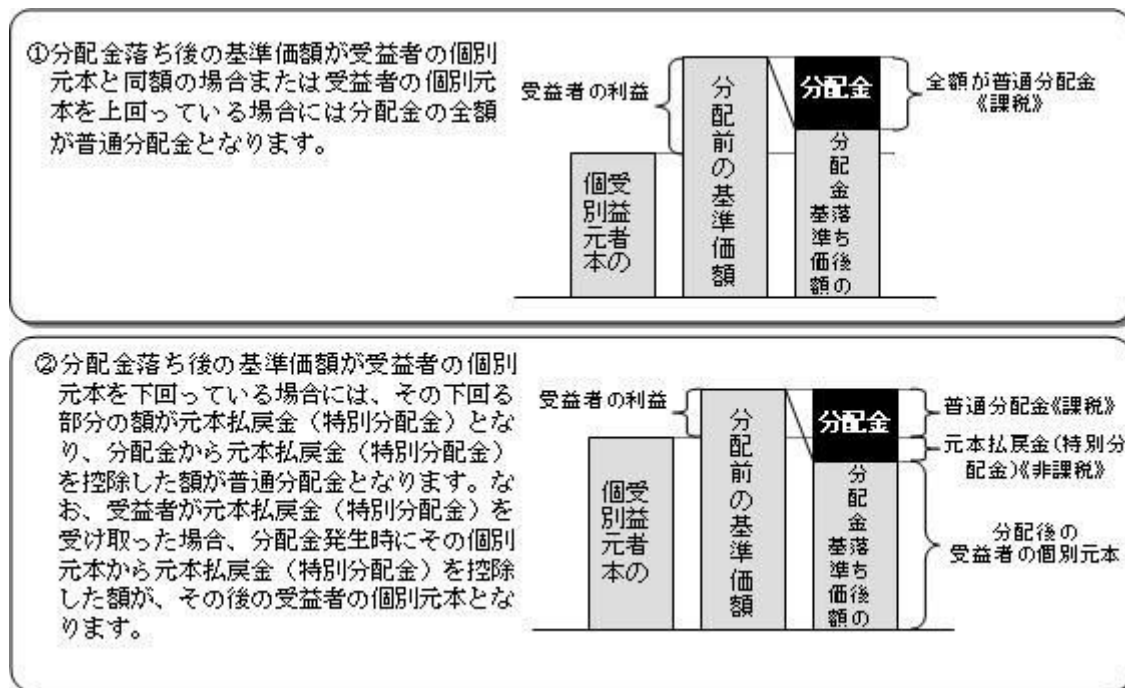 ①分配金落ち後の基準価額が受益者の個別
元本と同額の場合または受益者の個別元
本を上回っている場合には分配金の全額
が普通分配金となります。
受益者の利益
受益者の
個別元本
分配前の基準価額
分配金
分配金落ち後の
基準価額
全額が普通分配金
《課税》
②分配金落ち後の基準価額が受益者の個別
元本を下回っている場合には、その下回る
部分の額が元本払戻金（特別分配金）とな
り、分配金から元本払戻金（特別分配金）
を控除した額が普通分配金となります。な
お、受益者が元本払戻金（特別分配金）を
受け取った場合、分配金発生時にその個別
元本から元本払戻金（特別分配金）を控除
した額が、その後の受益者の個別元本とな
ります。
受益者の利益
受益者の
個別元本
分配前の基準価額
分配金
分配金落ち後の
基準価額
普通分配金《課税》
元本払戻金(特別分
配金)《非課税》
分配後の
受益者の個別元本